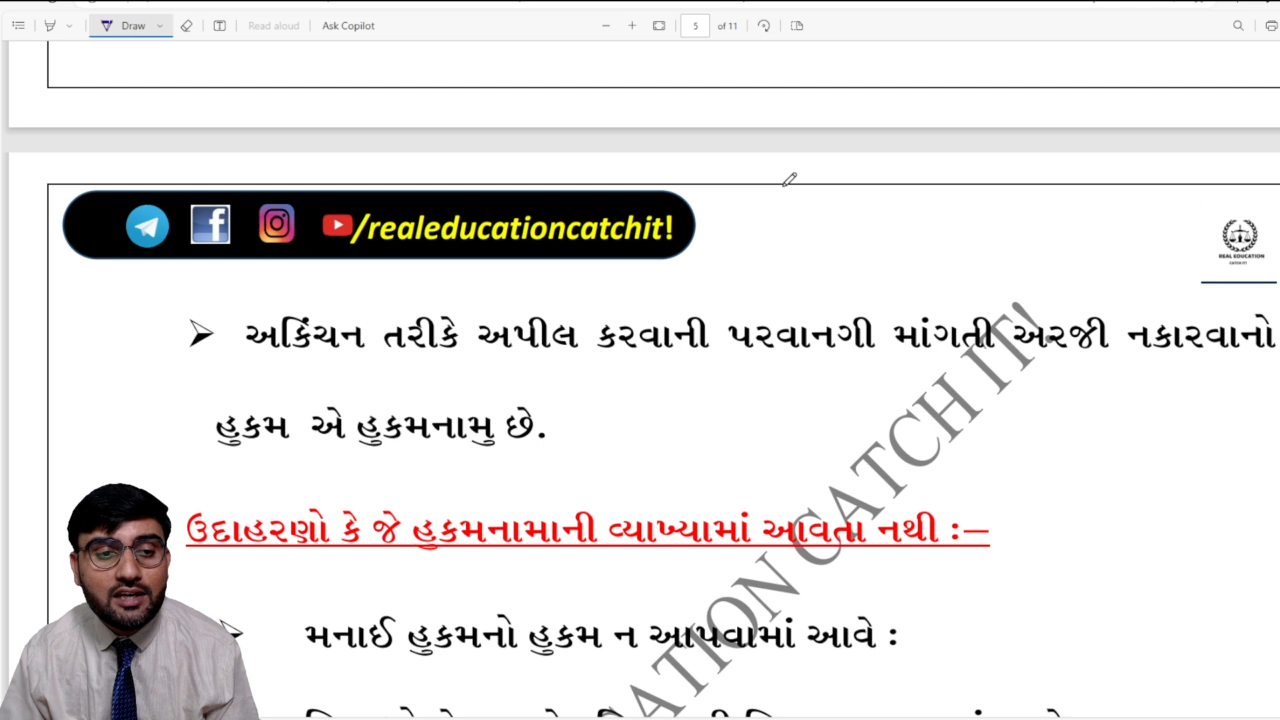 Draw
Read aloud
Ask Copilot
5
of 11
/realeducationcatchit!
REAL EDUCATION
CATCH IT!
➢ અકિંચન તરીકે અપીલ કરવાની પરવાનગી માંગતી અરજી નકારવાનો
હુકમ એ હુકમનામુ છે.
ઉદાહરણો કે જે હુકમનામાની વ્યાખ્યામાં આવતા નથી :–
મનાઈ હુકમનો હુકમ ન આપવામાં આવે :
CATION CATCH IT!